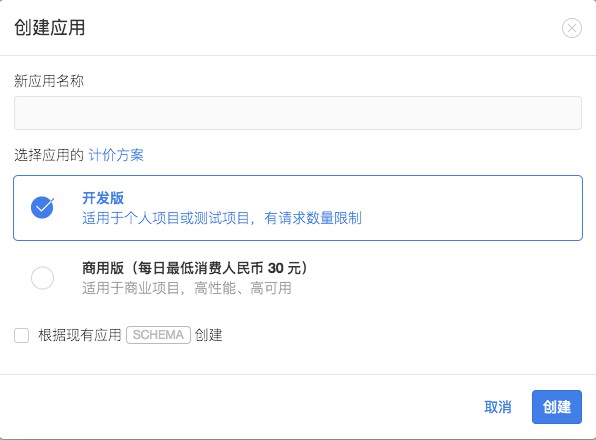 创建应用
新应用名称
选择应用的 计价方案
开发版
适用于个人项目或测试项目，有请求数量限制
商用版（每日最低消费人民币 30 元）
适用于商业项目，高性能、高可用
根据现有应用 SCHEMA 创建
取消 创建